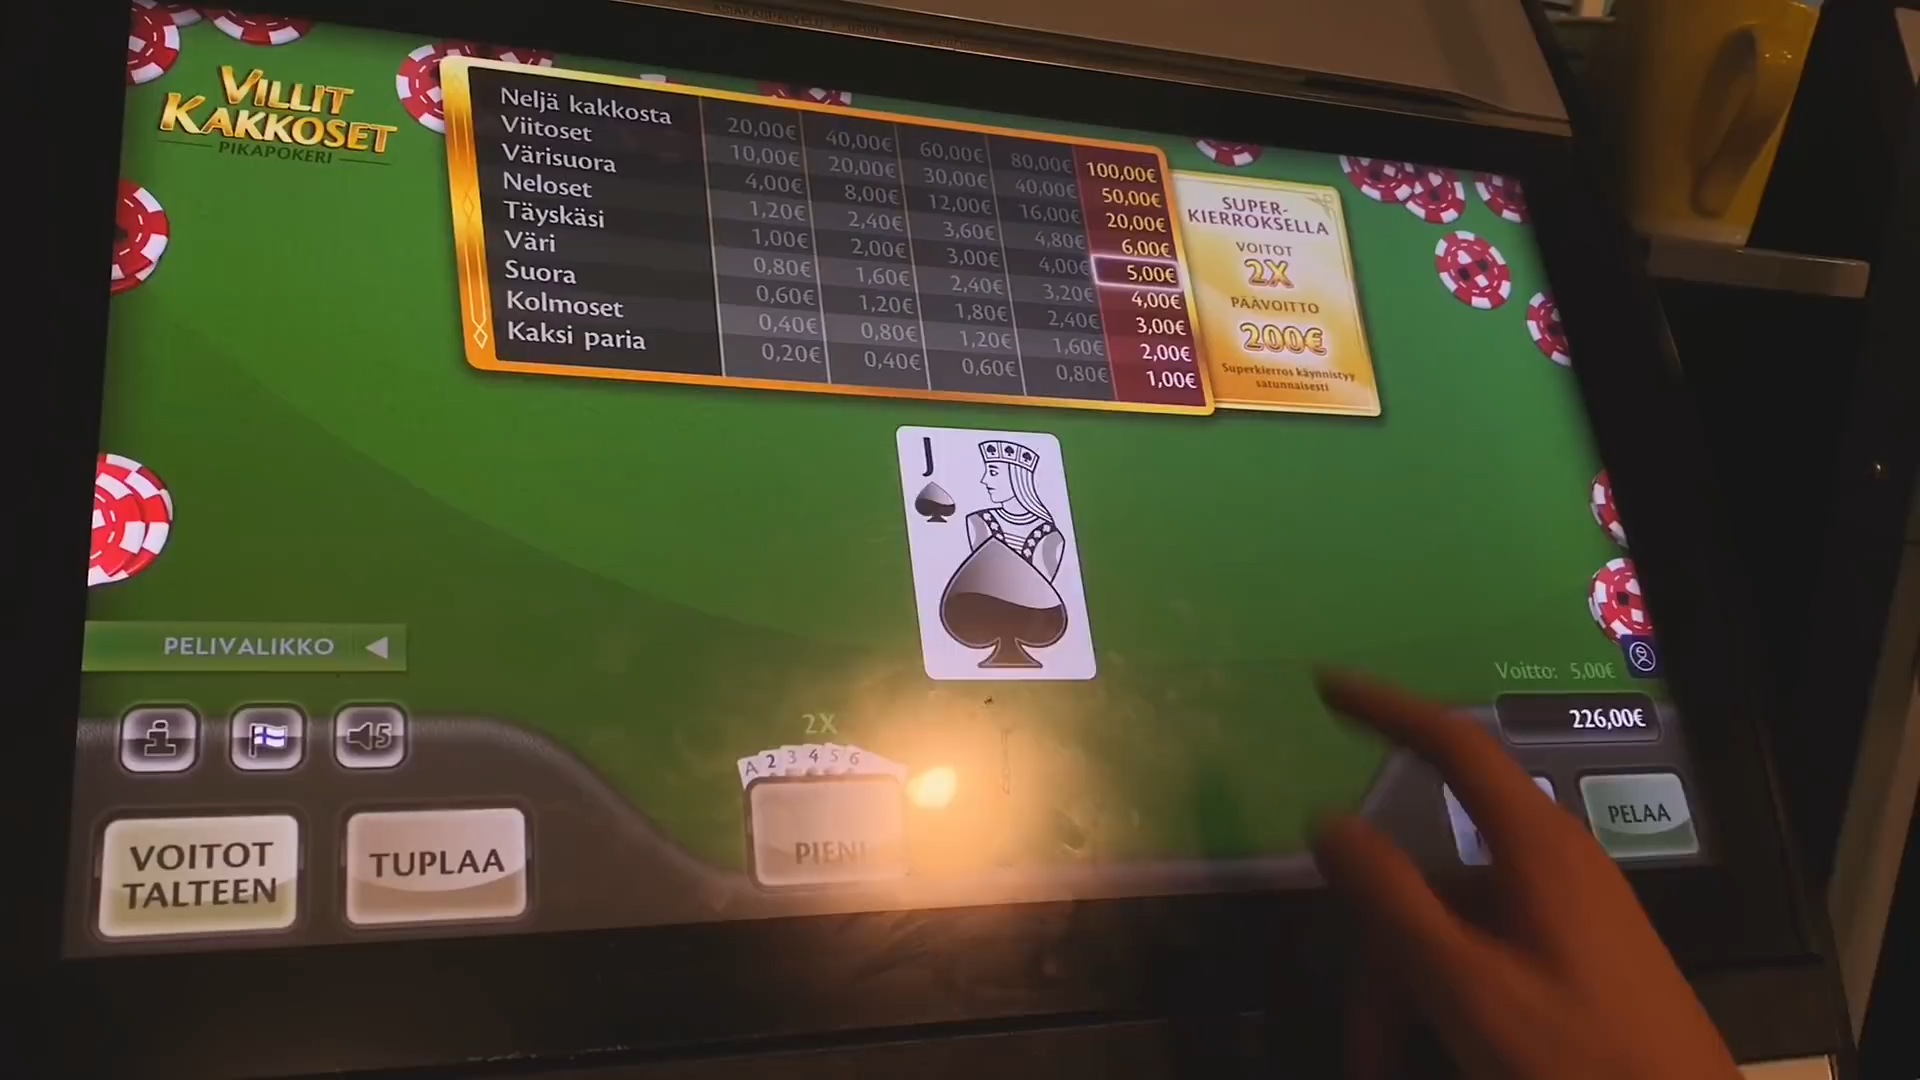 VILLIT
KAKKOSET
PIKAPOKERI
Neljä kakkosta 20,00€ 40,00€ 60,00€ 80,00€ 100,00€
Viitoset 10,00€ 20,00€ 30,00€ 40,00€ 50,00€
Värisuora 4,00€ 8,00€ 12,00€ 16,00€ 20,00€
Neloset 1,20€ 2,40€ 3,60€ 4,80€ 6,00€
Täyskäsi 1,00€ 2,00€ 3,00€ 4,00€ 5,00€
Väri 0,80€ 1,60€ 2,40€ 3,20€ 4,00€
Suora 0,60€ 1,20€ 1,80€ 2,40€ 3,00€
Kolmoset 0,40€ 0,80€ 1,20€ 1,60€ 2,00€
Kaksi paria 0,20€ 0,40€ 0,60€ 0,80€ 1,00€
SUPER-
KIERROKSELLA
VOITOT
2X
PÄÄVOITTO
200€
Superkierros käynnistyy
satunnaisesti
J
PELIVALIKKO
Voitto: 5,00€
226,00€
5
2X
A 2 3 4 5 6
PIENI
VOITOT
TALTEEN
TUPLAA
PELAA